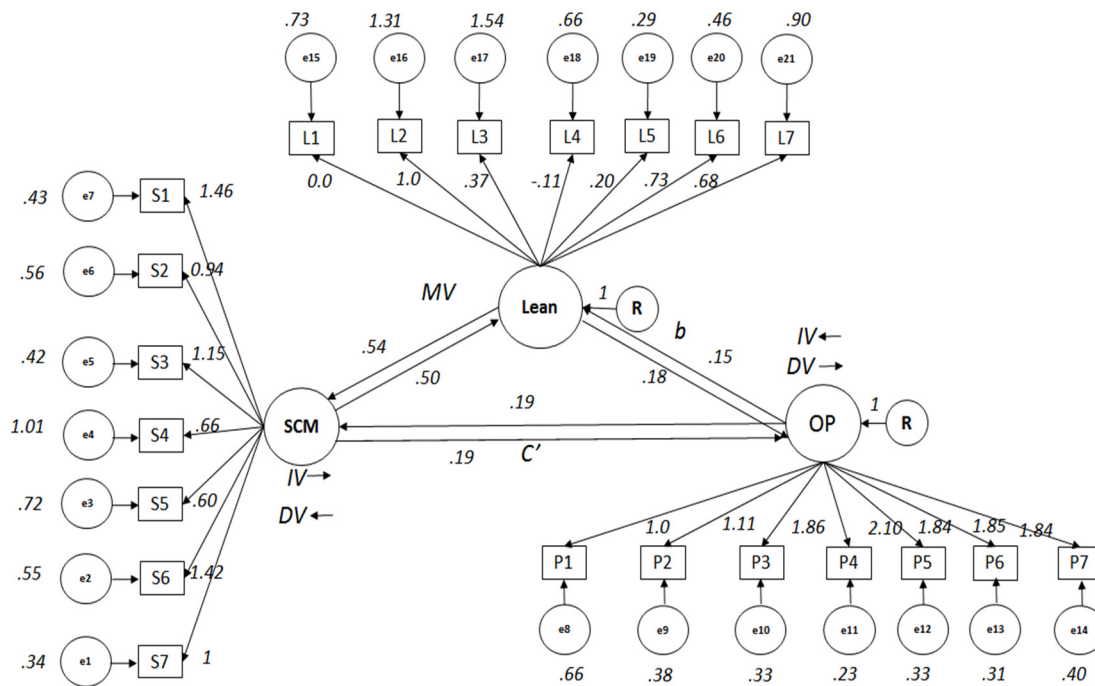 .73 1.31 1.54 .66 .29 .46 .90
e15 e16 e17 e18 e19 e20 e21
L1 L2 L3 L4 L5 L6 L7
0.0 1.0 .37 -.11 .20 .73 .68
.43 e7 S1 1.46
.56 e6 S2 0.94
.42 e5 S3 1.15
1.01 e4 S4 .66
.72 e3 S5 .60
.55 e2 S6 1.42
.34 e1 S7 1
MV Lean 1 R
b
.54 .15
.50 .18
IV
DV
SCM .19 OP 1 R
.19 C’
IV
DV
1.0 1.11 1.86 2.10 1.84 1.85 1.84
P1 P2 P3 P4 P5 P6 P7
e8 e9 e10 e11 e12 e13 e14
.66 .38 .33 .23 .33 .31 .40